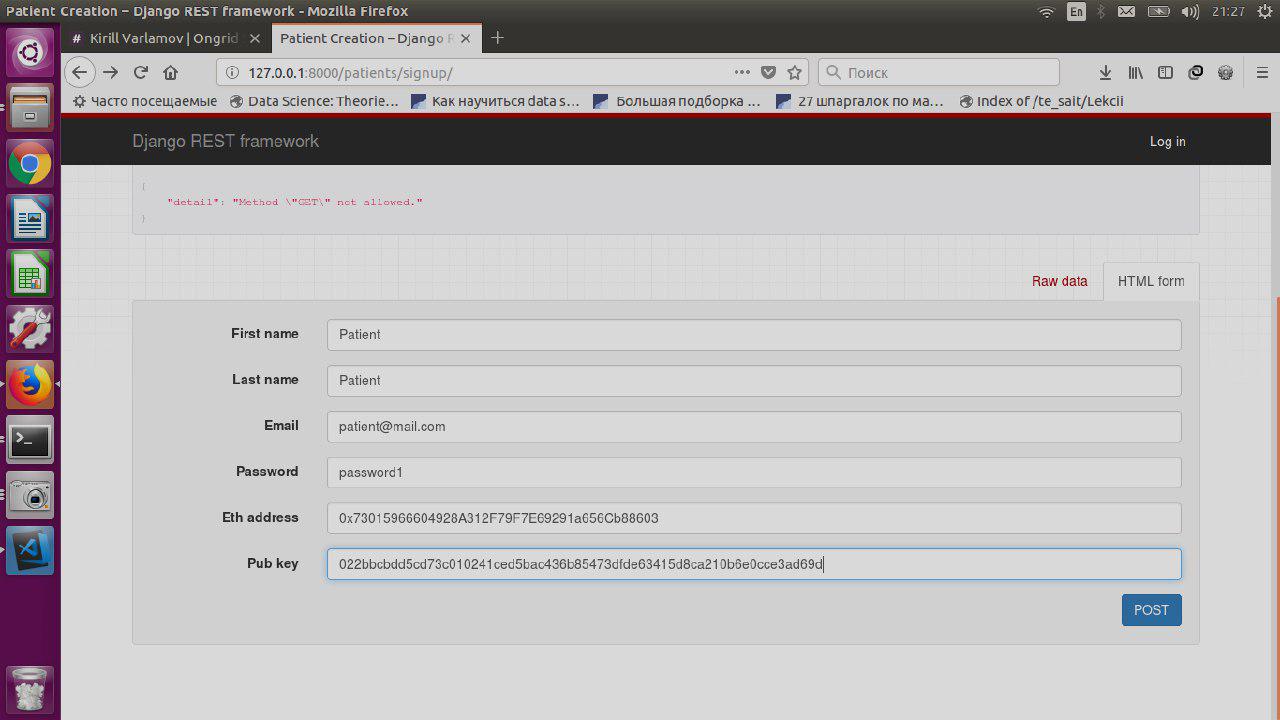 Patient Creation – Django REST framework - Mozilla Firefox
En
21:27
# Kirill Varlamov | Ongrid
Patient Creation – Django R
127.0.0.1:8000/patients/signup/
Поиск
Часто посещаемые
Data Science: Theorie...
Как научиться data s...
Большая подборка ...
27 шпаргалок по ма...
Index of /te_sait/Lekcii
Django REST framework
Log in
{
"detail": "Method \"GET\" not allowed."
}
Raw data
HTML form
First name
Patient
Last name
Patient
Email
patient@mail.com
Password
password1
Eth address
0x73015966604928A312F79F7E69291a656Cb88603
Pub key
022bbcbdd5cd73c010241ced5bac436b85473dfde63415d8ca210b6e0cce3ad69d
POST